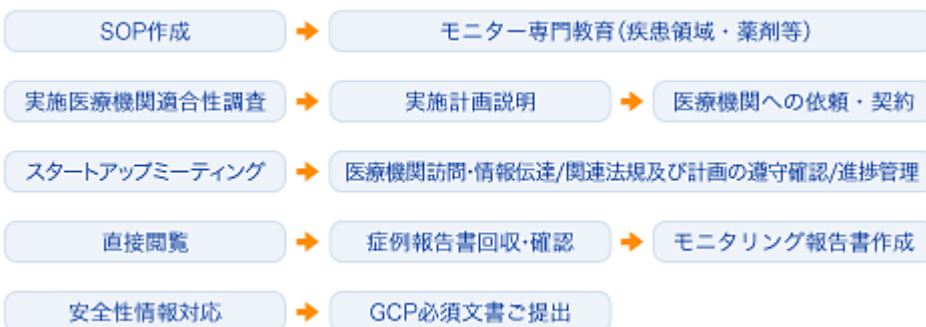 SOP作成
モニター専門教育(疾患領域・薬剤等)
実施医療機関適合性調査
実施計画説明
医療機関への依頼・契約
スタートアップミーティング
医療機関訪問・情報伝達/関連法規及び計画の遵守確認/進捗管理
直接閲覧
症例報告書回収・確認
モニタリング報告書作成
安全性情報対応
GCP必須文書ご提出